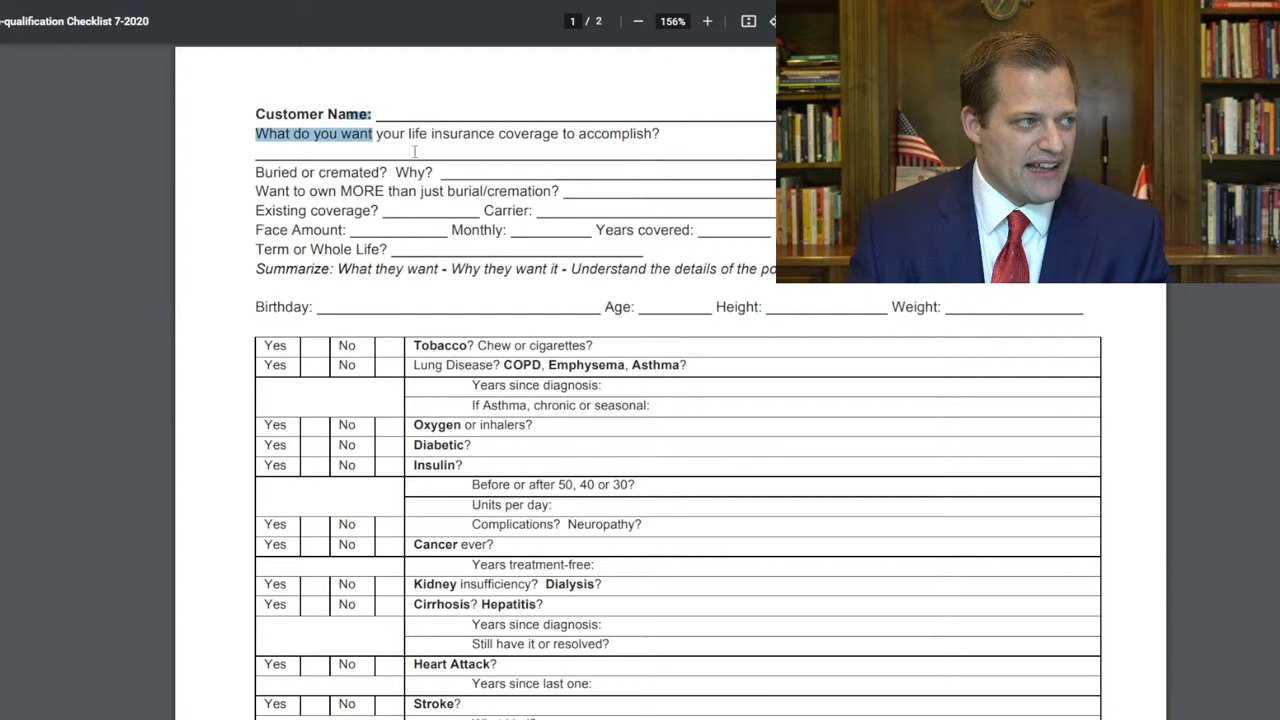 -qualification Checklist 7-2020
1 / 2
156%
Customer Name:
What do you want your life insurance coverage to accomplish?
Buried or cremated? Why?
Want to own MORE than just burial/cremation?
Existing coverage? Carrier:
Face Amount: Monthly: Years covered:
Term or Whole Life?
Summarize: What they want - Why they want it - Understand the details of the
Birthday: Age: Height: Weight:
Yes No Tobacco? Chew or cigarettes?
Yes No Lung Disease? COPD, Emphysema, Asthma?
Years since diagnosis:
If Asthma, chronic or seasonal:
Yes No Oxygen or inhalers?
Yes No Diabetic?
Yes No Insulin?
Before or after 50, 40 or 30?
Units per day:
Yes No Complications? Neuropathy?
Yes No Cancer ever?
Years treatment-free:
Yes No Kidney insufficiency? Dialysis?
Yes No Cirrhosis? Hepatitis?
Years since diagnosis:
Still have it or resolved?
Yes No Heart Attack?
Years since last one:
Yes No Stroke?